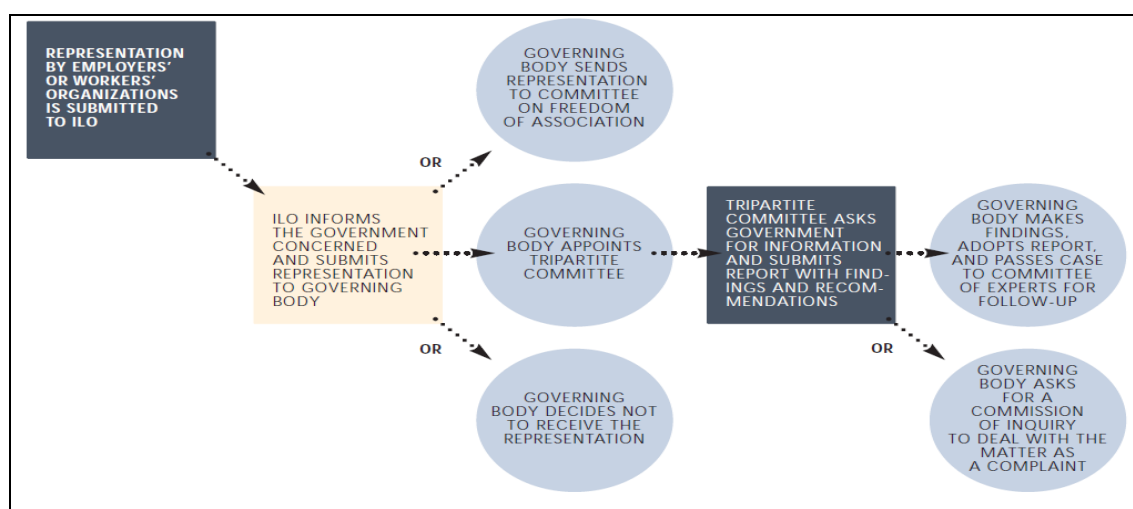 REPRESENTATION
BY EMPLOYERS'
OR WORKERS'
ORGANIZATIONS
IS SUBMITTED
TO ILO
GOVERNING
BODY SENDS
REPRESENTATION
TO COMMITTEE
ON FREEDOM
OF ASSOCIATION
OR
ILO INFORMS
THE GOVERNMENT
CONCERNED
AND SUBMITS
REPRESENTATION
TO GOVERNING
BODY
GOVERNING
BODY APPOINTS
TRIPARTITE
COMMITTEE
TRIPARTITE
COMMITTEE ASKS
GOVERNMENT
FOR INFORMATION
AND SUBMITS
REPORT WITH FIND-
INGS AND RECOM-
MENDATIONS
GOVERNING
BODY MAKES
FINDINGS,
ADOPTS REPORT,
AND PASSES CASE
TO COMMITTEE
OF EXPERTS FOR
FOLLOW-UP
OR
OR
GOVERNING
BODY DECIDES NOT
TO RECEIVE THE
REPRESENTATION
GOVERNING
BODY ASKS
FOR A
COMMISSION
OF INQUIRY
TO DEAL WITH THE
MATTER AS
A COMPLAINT